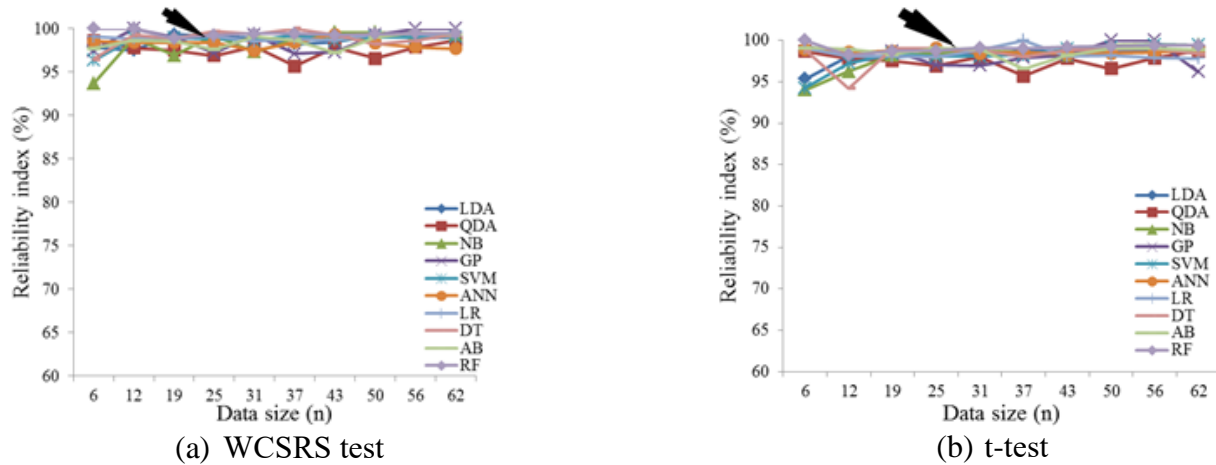 Reliability index (%)
100
95
90
85
80
75
70
65
60
LDA
QDA
NB
GP
SVM
ANN
LR
DT
AB
RF
6 12 19 25 31 37 43 50 56 62
Data size (n)
(a) WCSRS test
Reliability index (%)
100
95
90
85
80
75
70
65
60
LDA
QDA
NB
GP
SVM
ANN
LR
DT
AB
RF
6 12 19 25 31 37 43 50 56 62
Data size (n)
(b) t-test